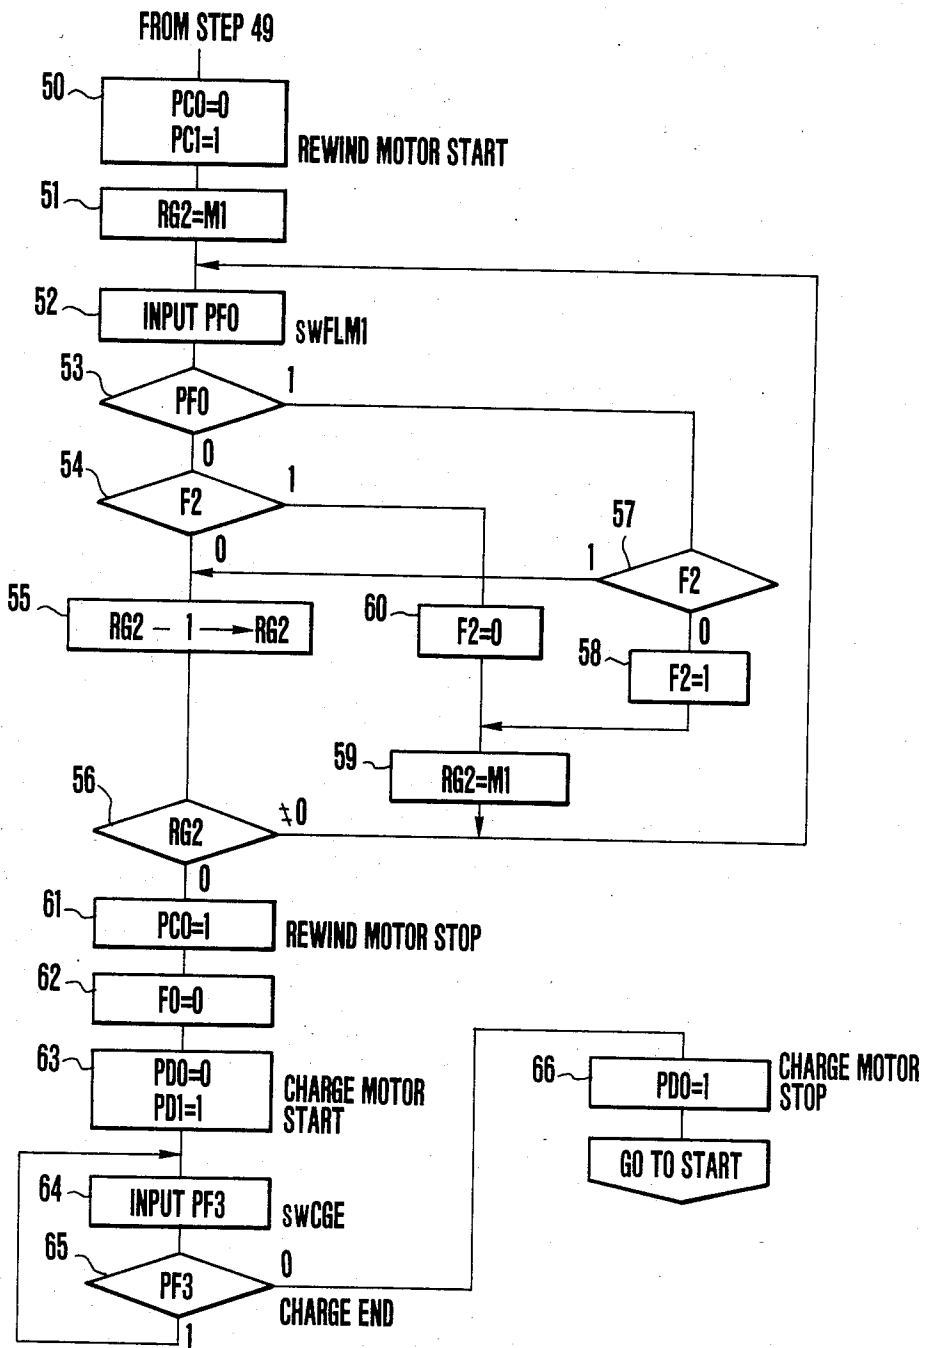 FROM STEP 49
50
PC0=0
PC1=1
REWIND MOTOR START
51
RG2=M1
52
INPUT PF0
swFLM1
53
PF0
1
0
54
F2
1
0
57
F2
1
0
55
RG2 – 1 → RG2
60
F2=0
58
F2=1
59
RG2=M1
56
RG2
≠0
0
61
PC0=1
REWIND MOTOR STOP
62
F0=0
63
PD0=0
PD1=1
CHARGE MOTOR
START
66
PD0=1
CHARGE MOTOR
STOP
GO TO START
64
INPUT PF3
swCGE
65
PF3
0
CHARGE END
1